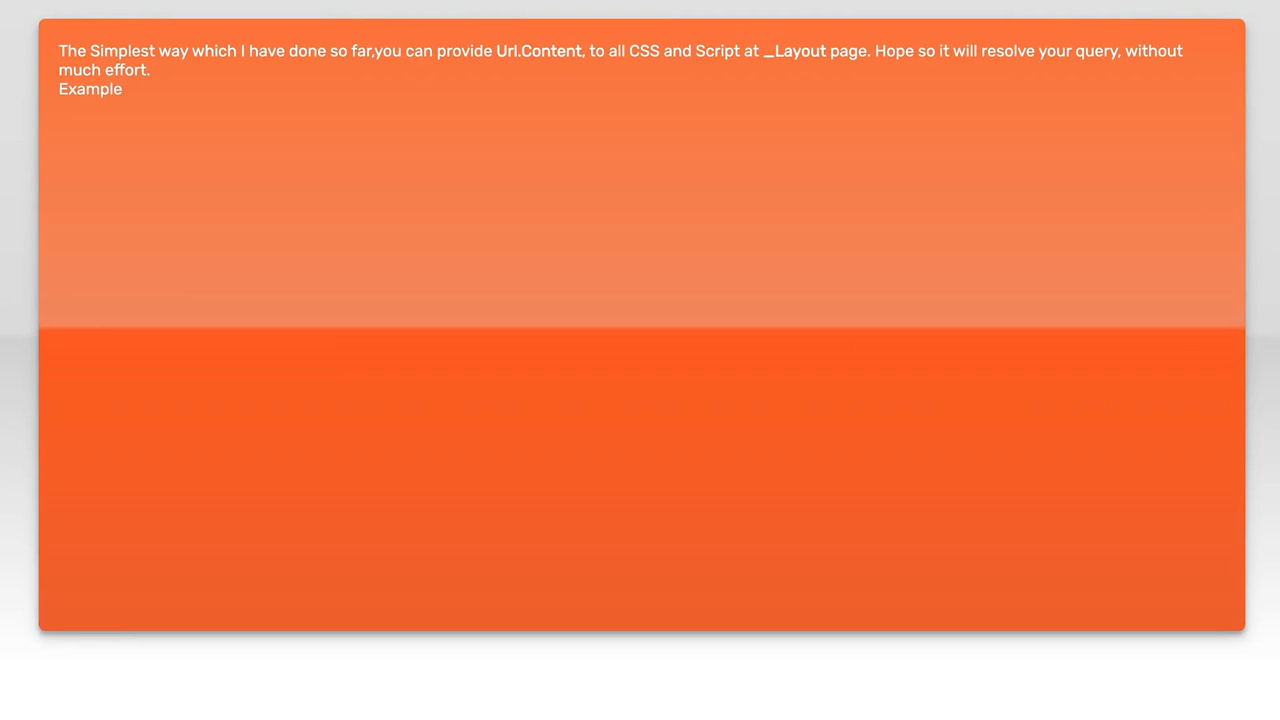 The Simplest way which I have done so far,you can provide Url.Content, to all CSS and Script at _Layout page. Hope so it will resolve your query, without
much effort.
Example